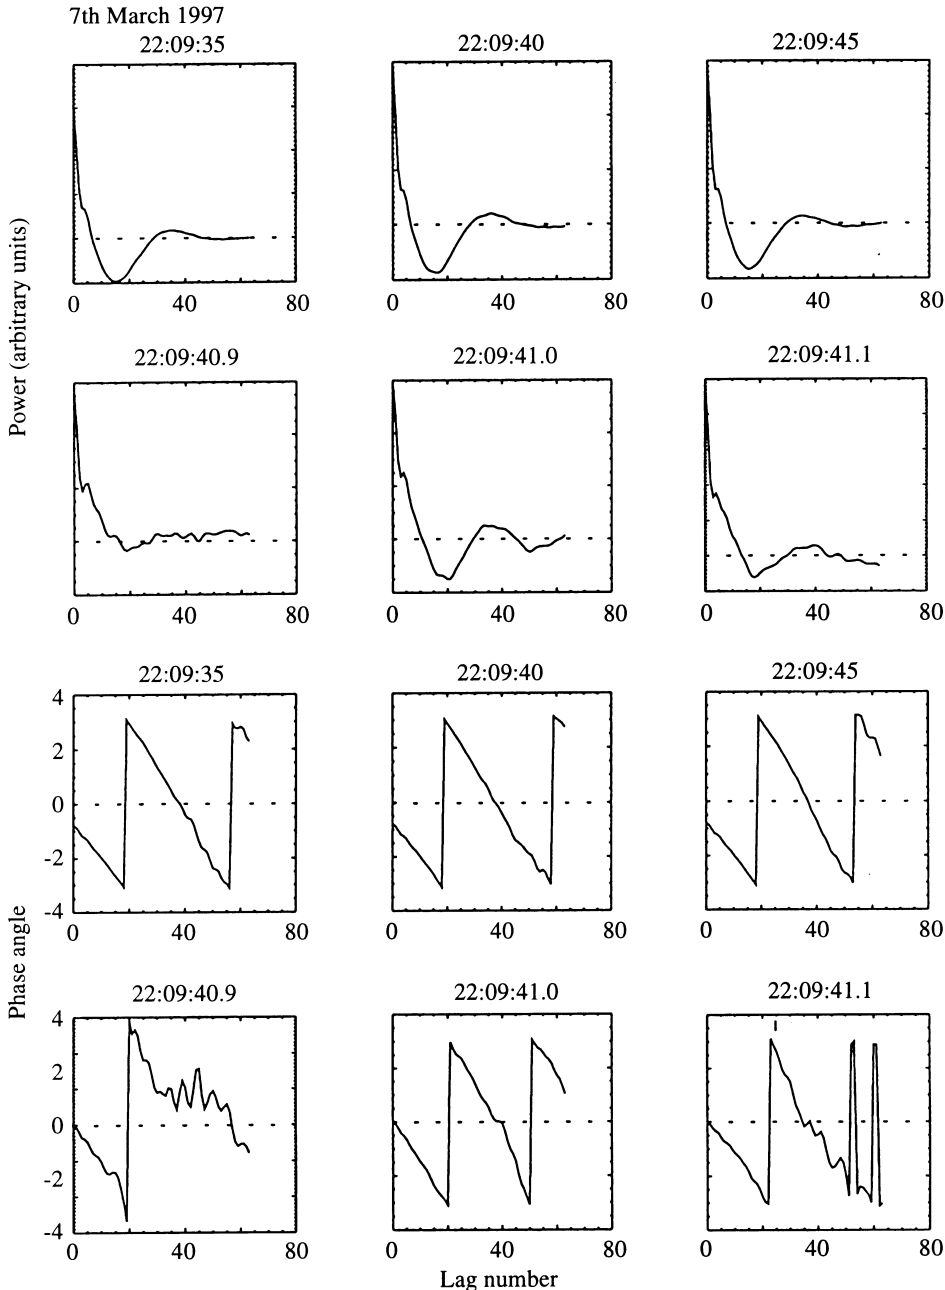 7th March 1997
22:09:35 22:09:40 22:09:45
0 40 80 0 40 80 0 40 80
Power (arbitrary units)
22:09:40.9 22:09:41.0 22:09:41.1
0 40 80 0 40 80 0 40 80
22:09:35 22:09:40 22:09:45
4
2
0
-2
-4
0 40 80 0 40 80 0 40 80
Phase angle
22:09:40.9 22:09:41.0 22:09:41.1
4
2
0
-2
-4
0 40 80 0 40 80 0 40 80
Lag number